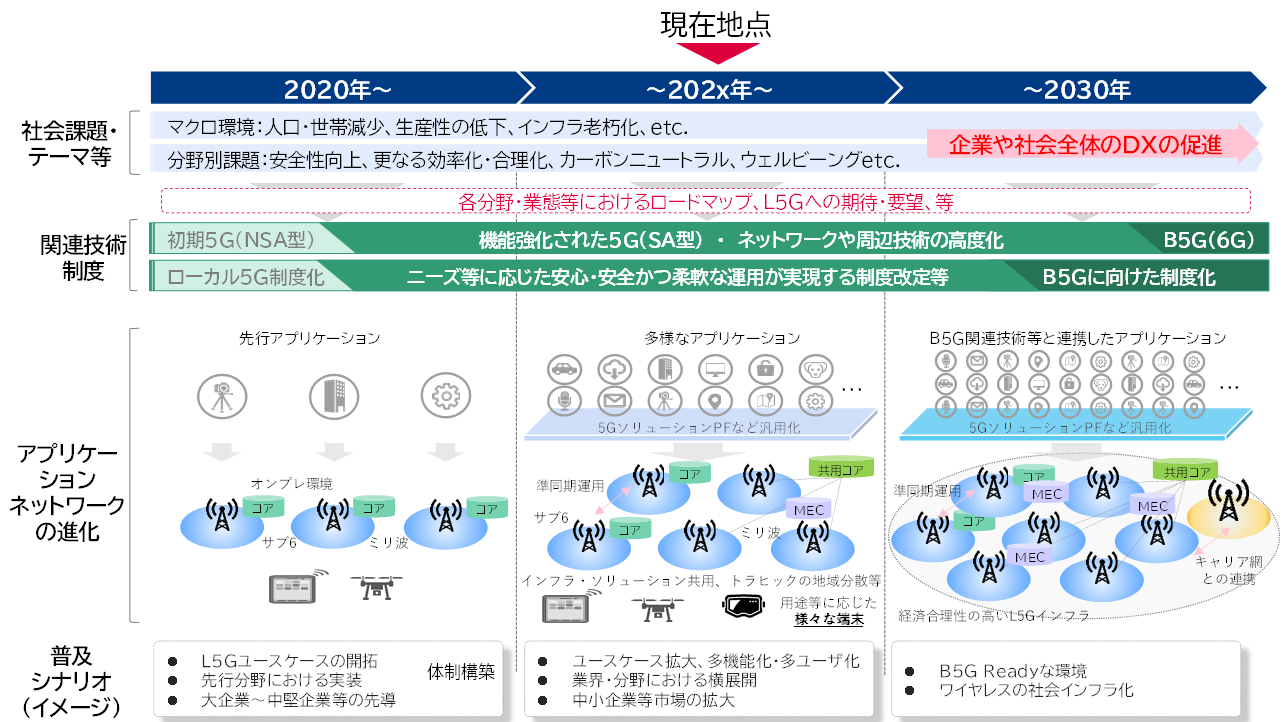 現在地点
2020年～
～202x年～
～2030年
社会課題・
テーマ等
マクロ環境：人口・世帯減少、生産性の低下、インフラ老朽化、etc.
分野別課題：安全性向上、更なる効率化・合理化、カーボンニュートラル、ウェルビーングetc.
企業や社会全体のDXの促進
各分野・業態等におけるロードマップ、L5Gへの期待・要望、等
関連技術
制度
初期5G(NSA型)
機能強化された5G(SA型) ・ ネットワークや周辺技術の高度化
B5G(6G)
ローカル5G制度化
ニーズ等に応じた安心・安全かつ柔軟な運用が実現する制度改定等
B5Gに向けた制度化
アプリケー
ション
ネットワーク
の進化
先行アプリケーション
オンプレ環境
コア
コア
コア
サブ6
ミリ波
多様なアプリケーション
...
5GソリューションPFなど汎用化
コア
共用コア
準同期運用
MEC
サブ6
コア
ミリ波
インフラ・ソリューション共用、トラヒックの地域分散等
用途等に応じた
様々な端末
B5G関連技術等と連携したアプリケーション
...
5GソリューションPFなど汎用化
コア
共用コア
準同期運用
MEC
MEC
コア
MEC
キャリア網
との連携
経済合理性の高いL5Gインフラ
普及
シナリオ
（イメージ）
● L5Gユースケースの開拓
● 先行分野における実装
● 大企業～中堅企業等の先導
体制構築
● ユースケース拡大、多機能化・多ユーザ化
● 業界・分野における横展開
● 中小企業等市場の拡大
● B5G Readyな環境
● ワイヤレスの社会インフラ化